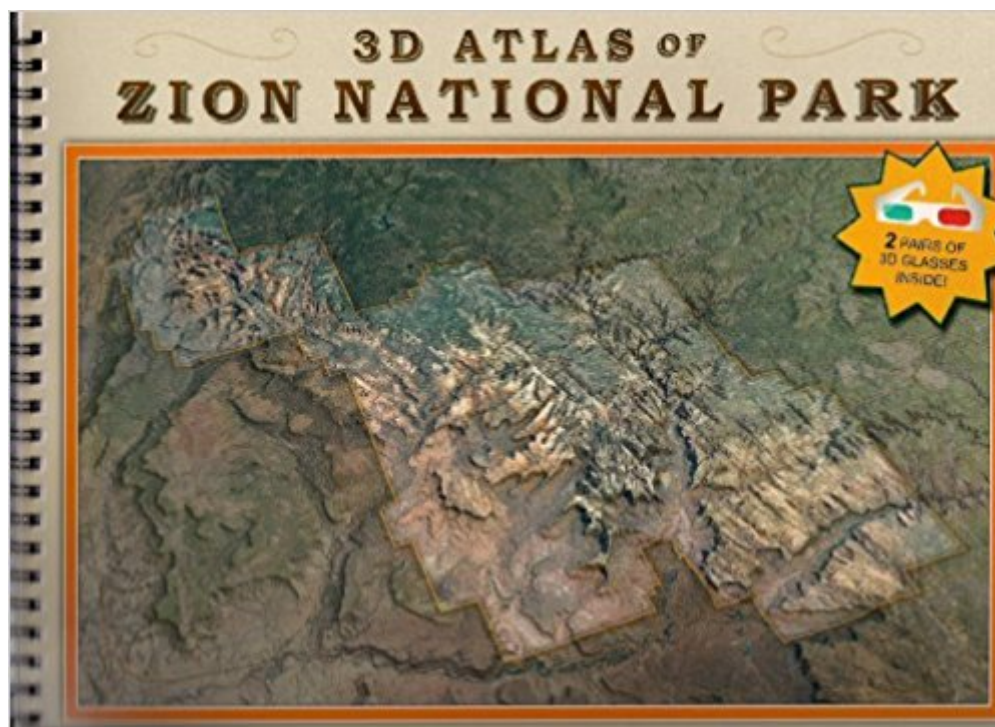 3D ATLAS OF
ZION NATIONAL PARK
2 PAIRS OF
3D GLASSES
INSIDE!